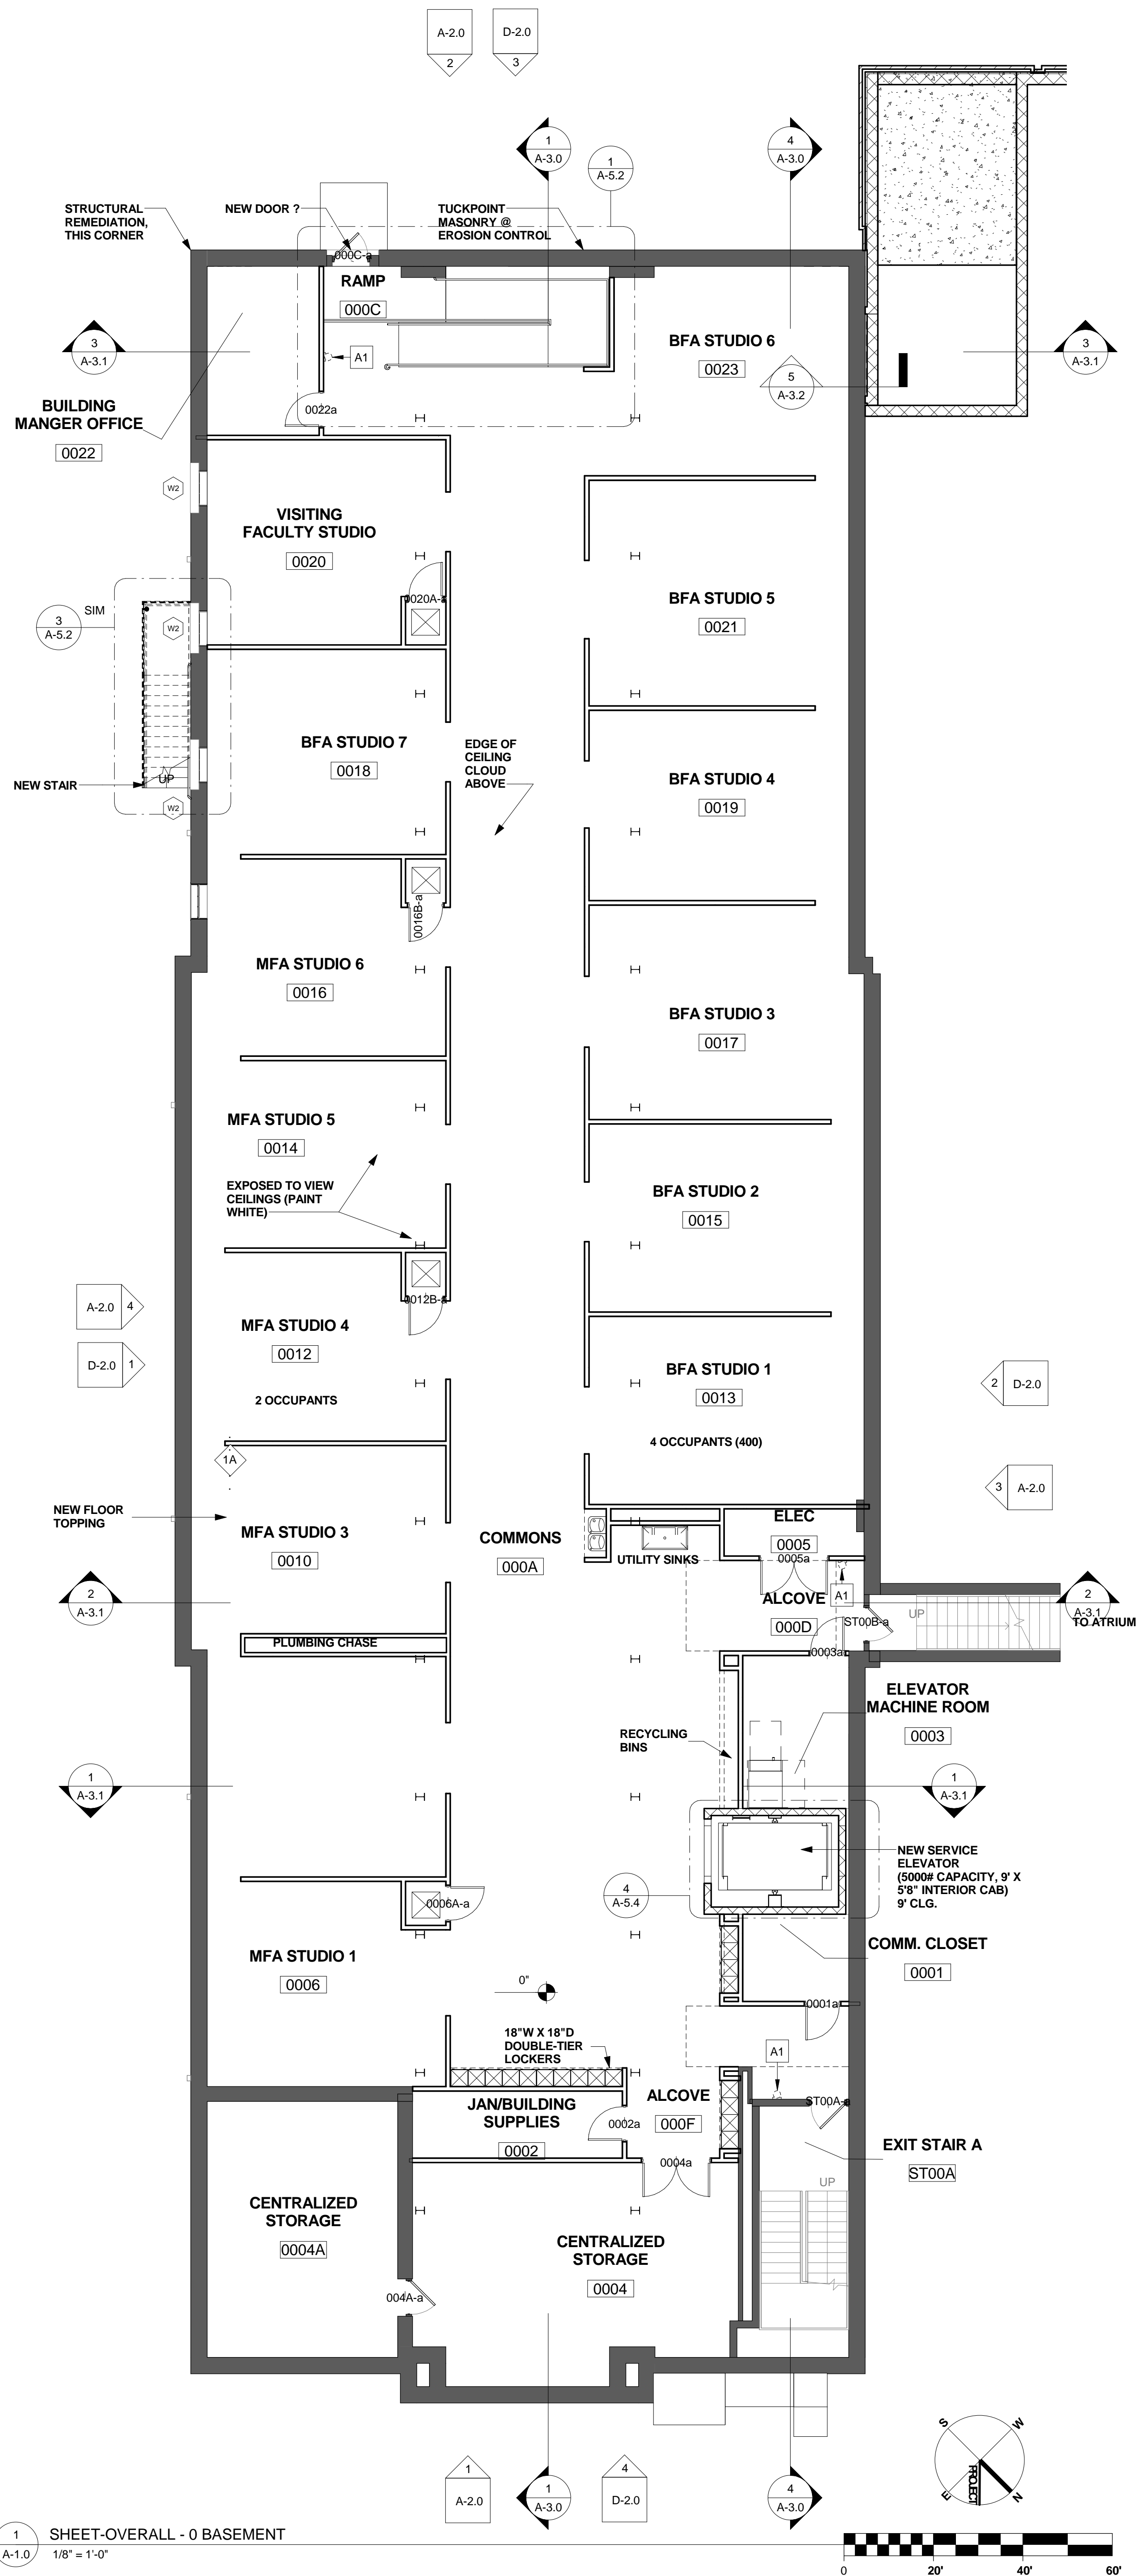 A-2.0
2
D-2.0
3
1
A-3.0
4
A-3.0
1
A-5.2
STRUCTURAL
REMEDIATION,
THIS CORNER
NEW DOOR ?
TUCKPOINT
MASONRY @
EROSION CONTROL
000C-a
RAMP
000C
A1
3
A-3.1
BFA STUDIO 6
0023
3
A-3.1
5
A-3.2
BUILDING
MANGER OFFICE
0022
0022a
W2
VISITING
FACULTY STUDIO
0020
0020A-a
BFA STUDIO 5
0021
3
A-5.2
SIM
W2
BFA STUDIO 7
0018
EDGE OF
CEILING
CLOUD
ABOVE
BFA STUDIO 4
0019
NEW STAIR
UP
W2
0016B-a
MFA STUDIO 6
0016
BFA STUDIO 3
0017
MFA STUDIO 5
0014
EXPOSED TO VIEW
CEILINGS (PAINT
WHITE)
BFA STUDIO 2
0015
A-2.0
4
D-2.0
1
0012B-a
MFA STUDIO 4
0012
2 OCCUPANTS
BFA STUDIO 1
0013
4 OCCUPANTS (400)
2
D-2.0
3
A-2.0
1A
NEW FLOOR
TOPPING
MFA STUDIO 3
0010
COMMONS
000A
UTILITY SINKS
ELEC
0005
0005a
ALCOVE
000D
A1
ST00B-a
0003a
UP
2
A-3.1
2
A-3.1
TO ATRIUM
PLUMBING CHASE
ELEVATOR
MACHINE ROOM
0003
RECYCLING
BINS
1
A-3.1
1
A-3.1
NEW SERVICE
ELEVATOR
(5000# CAPACITY, 9' X
5'8" INTERIOR CAB)
9' CLG.
4
A-5.4
0006A-a
COMM. CLOSET
0001
MFA STUDIO 1
0006
0"
0001a
18"W X 18"D
DOUBLE-TIER
LOCKERS
A1
JAN/BUILDING
SUPPLIES
0002
0002a
ALCOVE
000F
0004a
ST00A-a
EXIT STAIR A
ST00A
UP
CENTRALIZED
STORAGE
0004A
004A-a
CENTRALIZED
STORAGE
0004
1
A-2.0
1
A-3.0
4
D-2.0
4
A-3.0
S
W
E
N
PROJECT
1
A-1.0
SHEET-OVERALL - 0 BASEMENT
1/8" = 1'-0"
0
20'
40'
60'